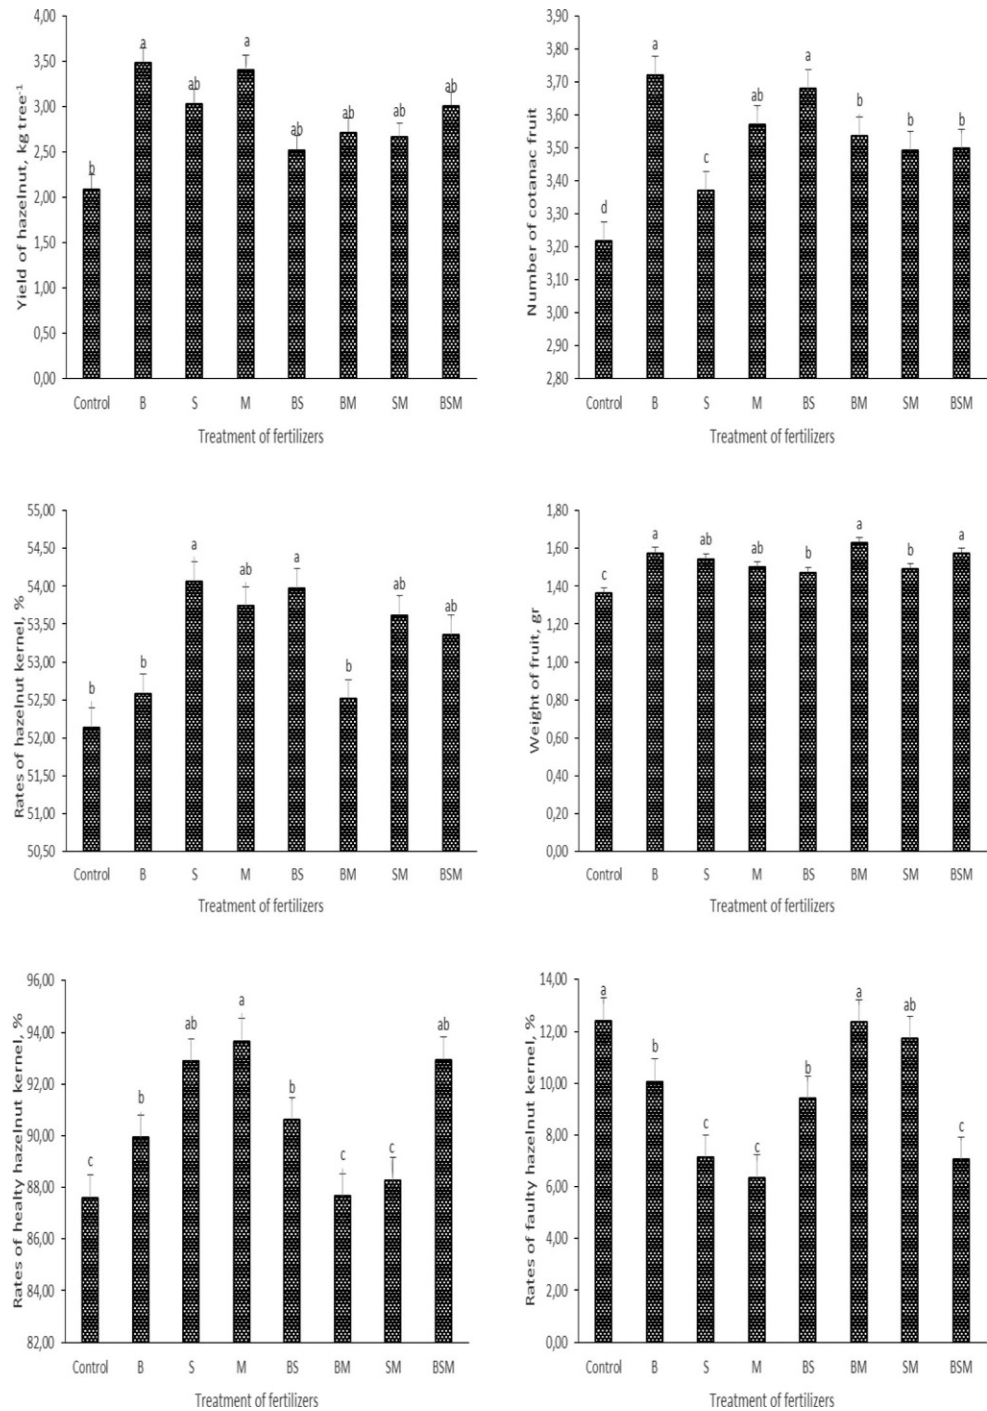 Yield of hazelnut, kg tree⁻¹
4,00
3,50
3,00
2,50
2,00
1,50
1,00
0,50
0,00
b
a
ab
a
ab
ab
ab
ab
Control B S M BS BM SM BSM
Treatment of fertilizers
Number of cotanac fruit
3,90
3,80
3,70
3,60
3,50
3,40
3,30
3,20
3,10
3,00
2,90
2,80
d
a
c
ab
a
b
b
b
Control B S M BS BM SM BSM
Treatment of fertilizers
Rates of hazelnut kernel, %
55,00
54,50
54,00
53,50
53,00
52,50
52,00
51,50
51,00
50,50
b
b
a
ab
a
b
ab
ab
Control B S M BS BM SM BSM
Treatment of fertilizers
Weight of fruit, gr
1,80
1,60
1,40
1,20
1,00
0,80
0,60
0,40
0,20
0,00
c
a
ab
ab
b
a
b
a
Control B S M BS BM SM BSM
Treatment of fertilizers
Rates of healty hazelnut kernel, %
96,00
94,00
92,00
90,00
88,00
86,00
84,00
82,00
c
b
ab
a
b
c
c
ab
Control B S M BS BM SM BSM
Treatment of fertilizers
Rates of faulty hazelnut kernel, %
14,00
12,00
10,00
8,00
6,00
4,00
2,00
0,00
a
b
c
c
b
a
ab
c
Control B S M BS BM SM BSM
Treatment of fertilizers